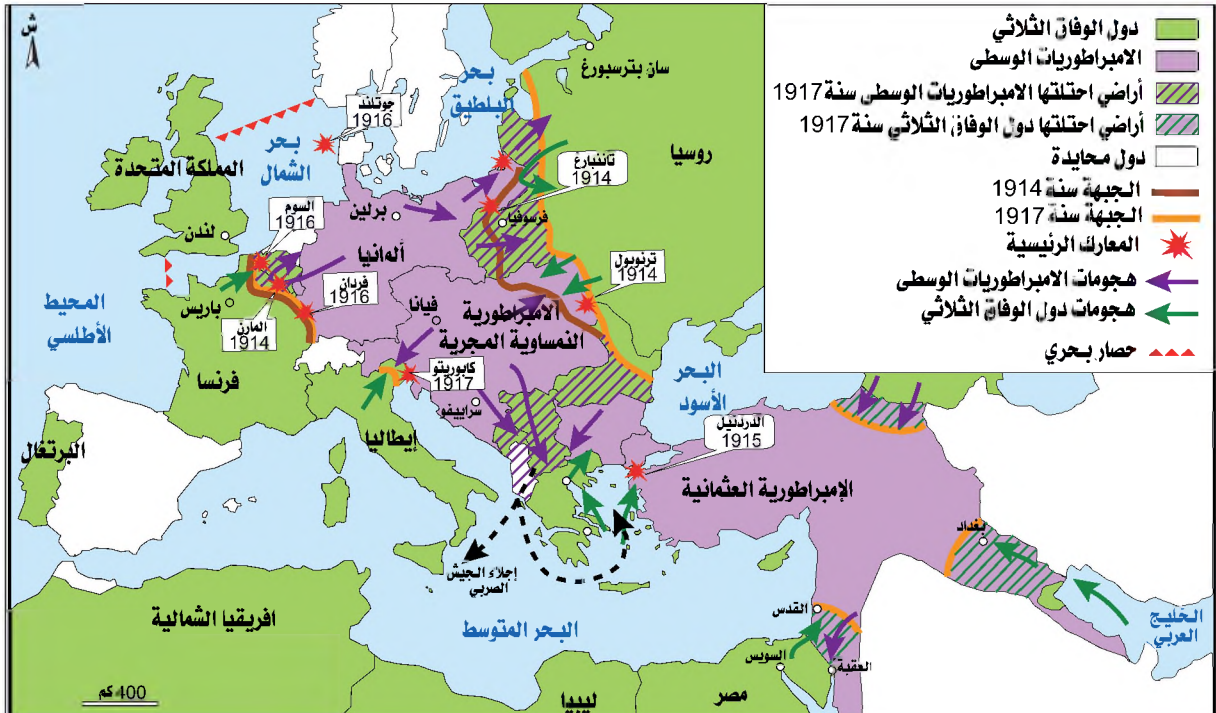 دول الوفاق الثلاثي
الامبراطوريات الوسطى
أراضي احتلتها الامبراطوريات الوسطى سنة 1917
أراضي احتلتها دول الوفاق الثلاثي سنة 1917
دول محايدة
الجبهة سنة 1914
الجبهة سنة 1917
المعارك الرئيسية
هجومات الامبراطوريات الوسطى
هجومات دول الوفاق الثلاثي
حصار بحري
ش
سان بترسبورغ
بحر
البلطيق
جوتلند
1916
بحر
الشمال
المملكة المتحدة
روسيا
تاننبارغ
1914
لندن
السوم
1916
برلين
فرسوفيا
ألمانيا
ترنوبول
1914
المحيط
الأطلسي
باريس
فردان
1916
المارن
1914
فيانا
الامبراطورية
النمساوية المجرية
فرنسا
كابوريتو
1917
سراييفو
البحر
الأسود
إيطاليا
الدردنيل
1915
البرتغال
الإمبراطورية العثمانية
بغداد
إجلاء الجيش
الصربي
افريقيا الشمالية
البحر المتوسط
القدس
الخليج
العربي
السويس
العقبة
400 كم
ليبيا
مصر